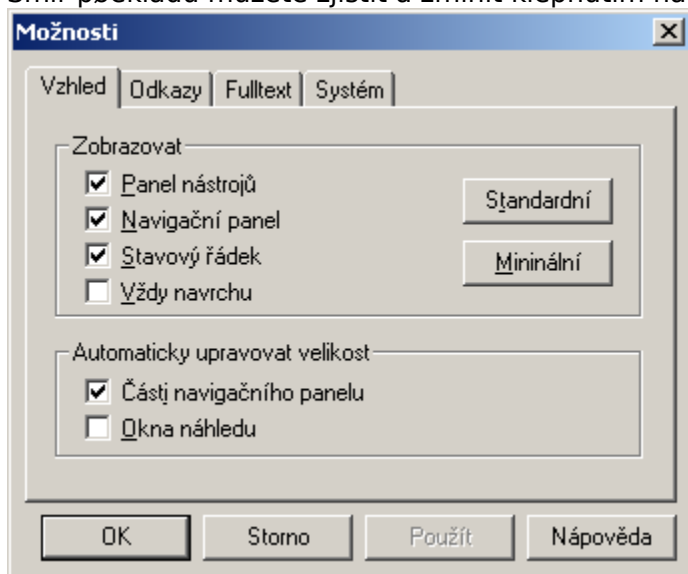 Možnosti
Vzhled Odkazy Fulltext Systém
Zobrazovat
Panel nástrojů
Navigační panel
Stavový řádek
Vždy navrchu
Standardní
Mininální
Automaticky upravovat velikost
Části navigačního panelu
Okna náhledu
OK Storno Použít Nápověda